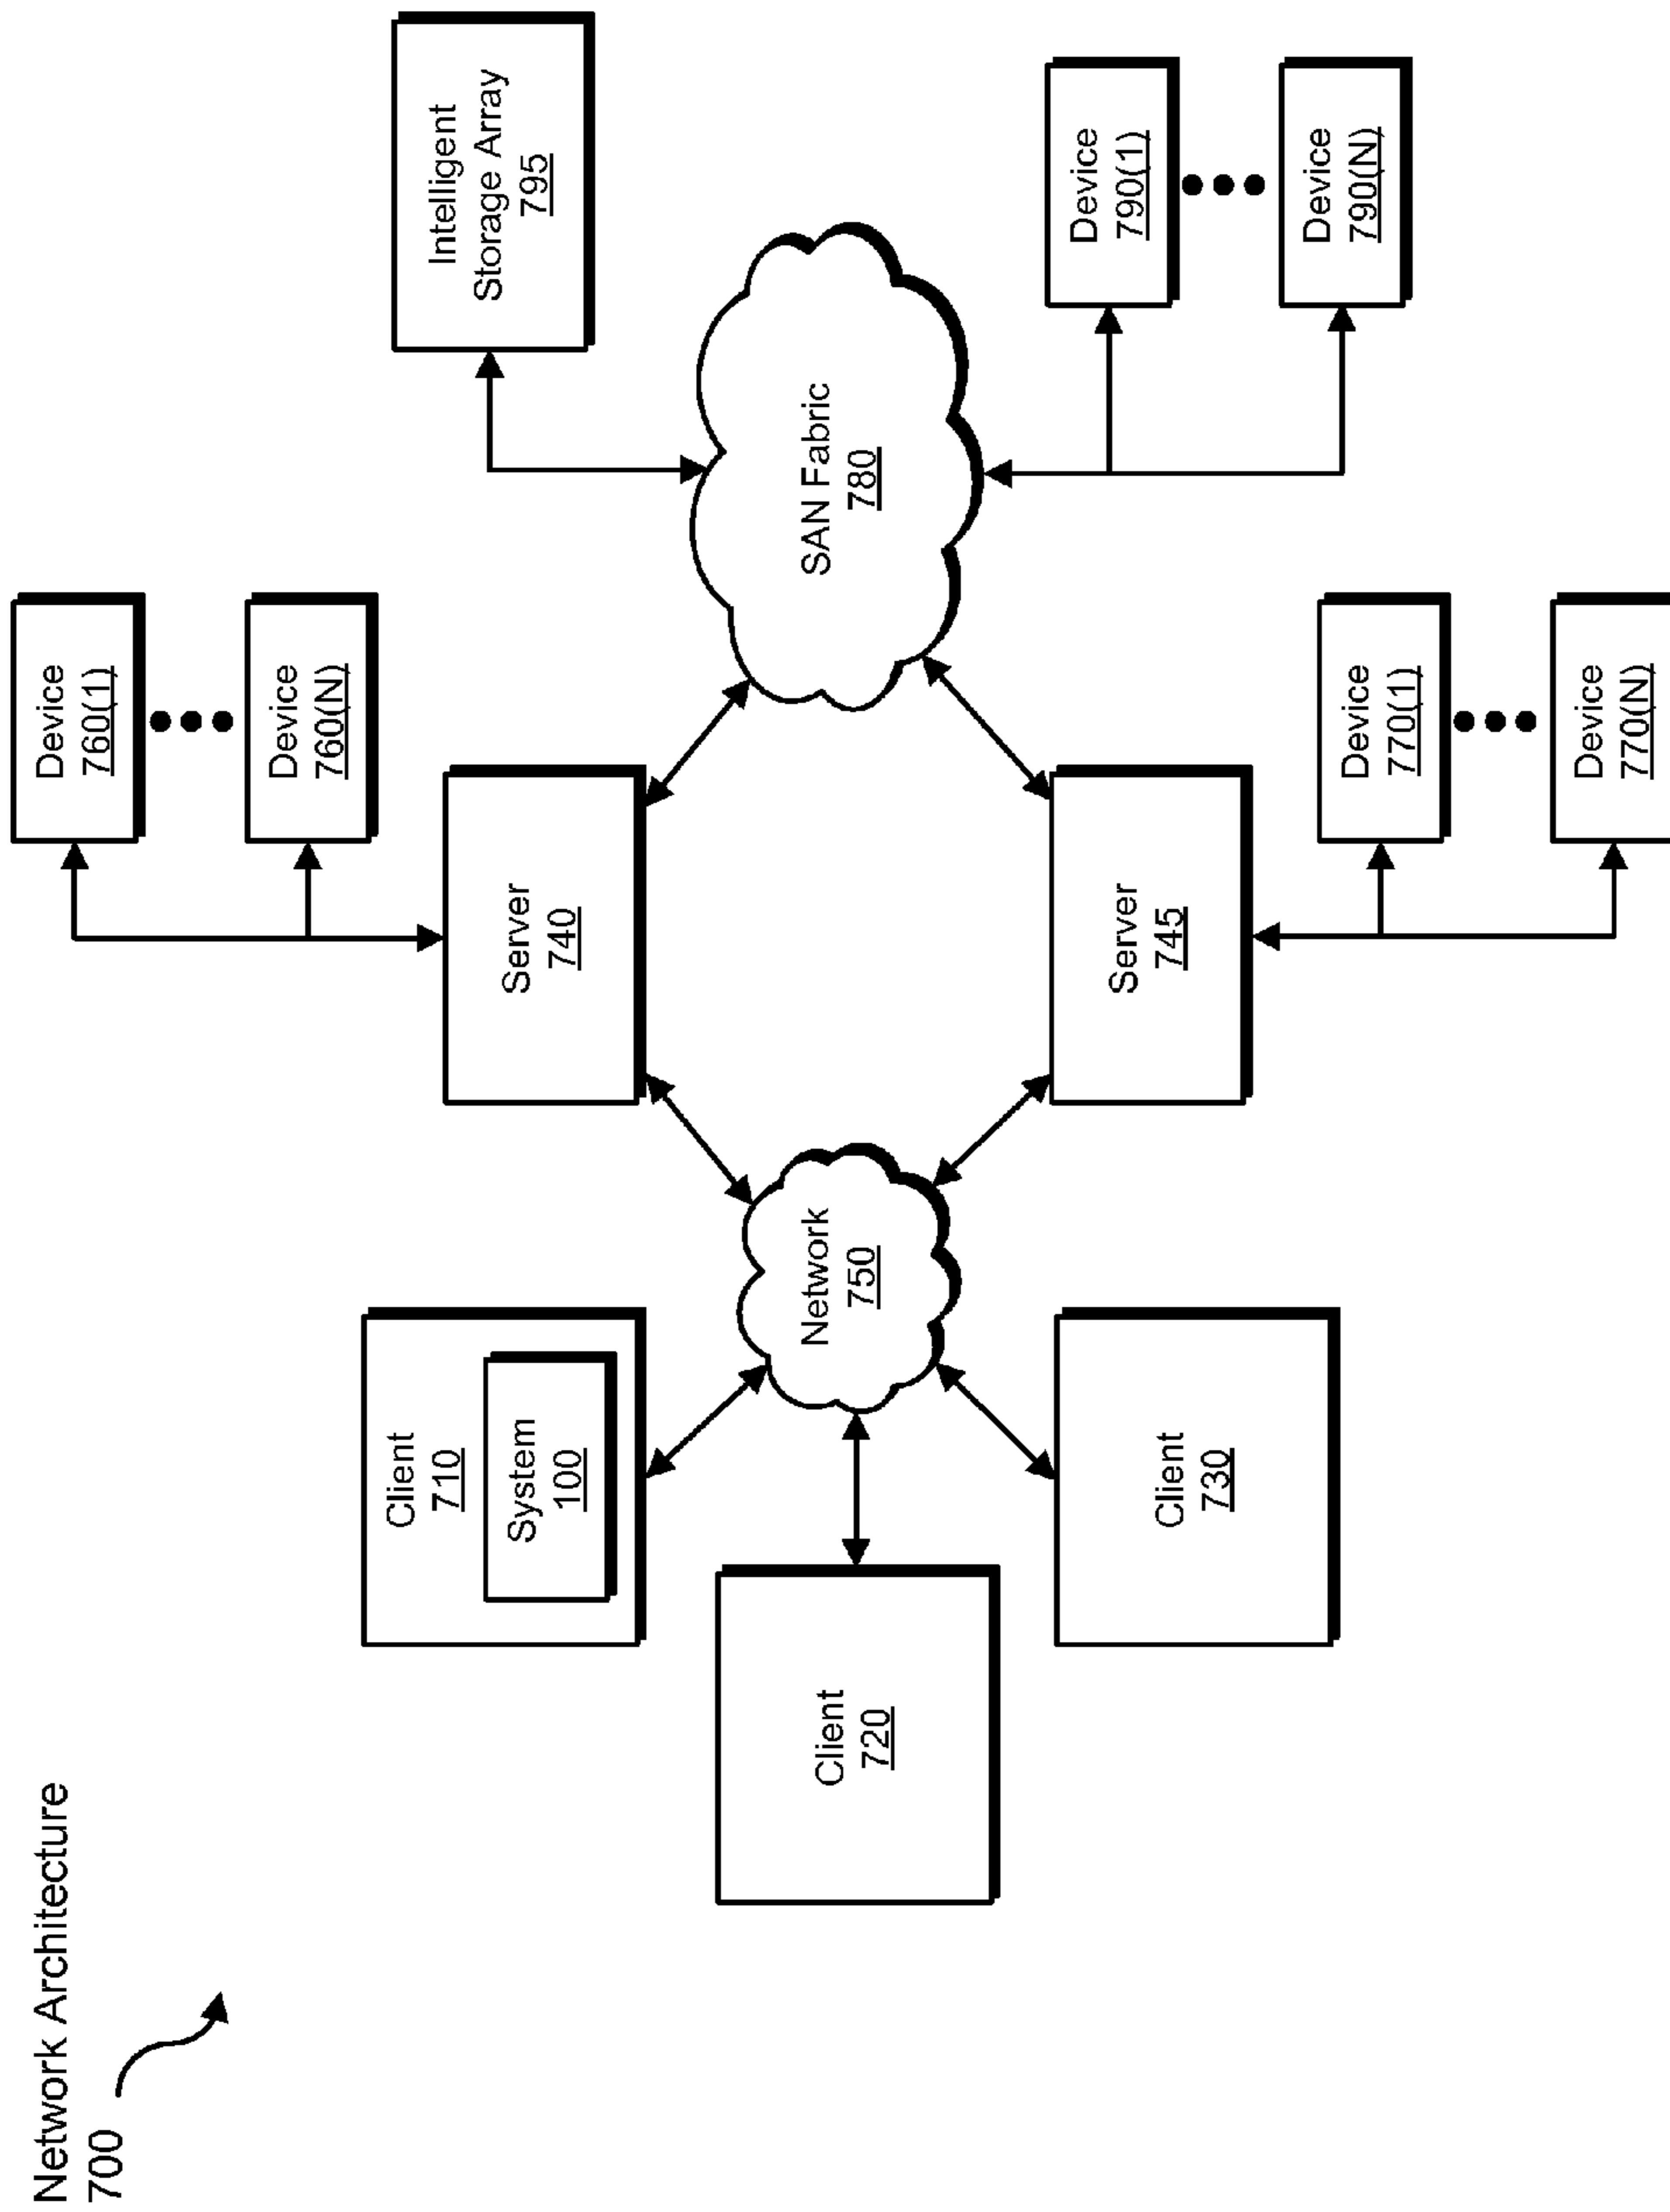 Network Architecture
700
Client
710
System
100
Client
720
Client
730
Network
750
Server
740
Server
745
Device
760(1)
Device
760(N)
Device
770(1)
Device
770(N)
SAN Fabric
780
Intelligent
Storage Array
795
Device
790(1)
Device
790(N)